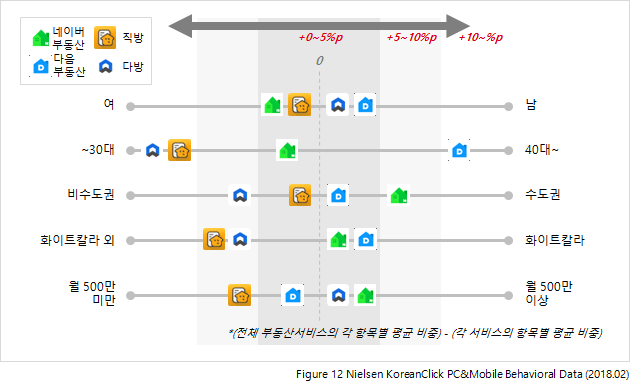 네이버
부동산
직방
다음
부동산
다방
+0~5%p
+5~10%p
+10~%p
0
여
남
~30대
40대~
비수도권
수도권
화이트칼라 외
화이트칼라
월 500만
미만
월 500만
이상
*(전체 부동산서비스의 각 항목별 평균 비중) - (각 서비스의 항목별 평균 비중)
Figure 12 Nielsen KoreanClick PC&Mobile Behavioral Data (2018.02)